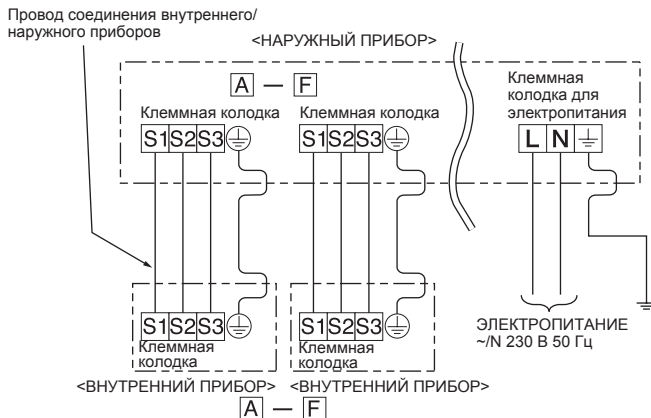 Провод соединения внутреннего/
наружного приборов
<НАРУЖНЫЙ ПРИБОР>
A — F
Клеммная колодка
Клеммная колодка
Клеммная
колодка для
электропитания
S1 S2 S3
S1 S2 S3
L N
S1 S2 S3
S1 S2 S3
Клеммная
колодка
Клеммная
колодка
ЭЛЕКТРОПИТАНИЕ
~/N 230 В 50 Гц
<ВНУТРЕННИЙ ПРИБОР>
<ВНУТРЕННИЙ ПРИБОР>
A — F